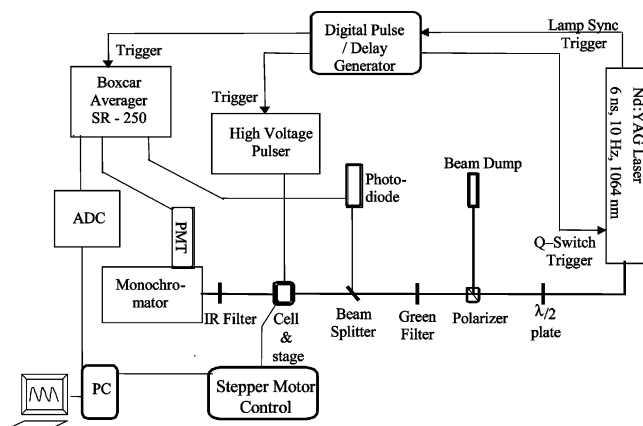 Digital Pulse
/ Delay
Generator
Lamp Sync
Trigger
Trigger
Boxcar
Averager
SR - 250
Trigger
High Voltage
Pulser
Nd:YAG Laser
6 ns, 10 Hz, 1064 nm
Photo-
diode
Beam Dump
ADC
PMT
Q–Switch
Trigger
Monochro-
mator
IR Filter
Cell
&
stage
Beam
Splitter
Green
Filter
Polarizer
λ/2
plate
PC
Stepper Motor
Control